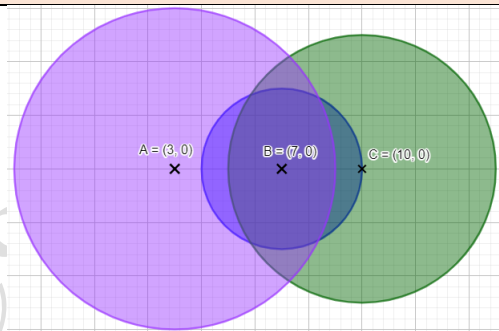 A = (3, 0)
B = (7, 0)
C = (10, 0)